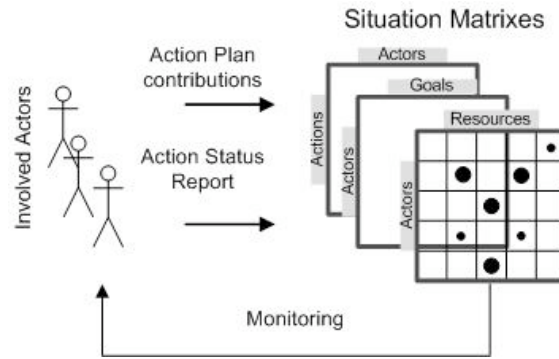 Situation Matrixes
Action Plan
contributions
Action Status
Report
Involved Actors
Actors
Actions
Goals
Actors
Resources
Actors
Monitoring